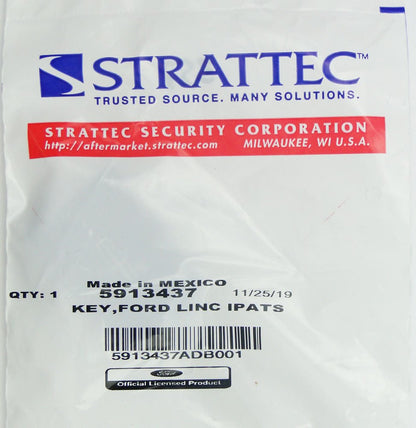 STRATTEC™
TRUSTED SOURCE. MANY SOLUTIONS.
STRATTEC SECURITY CORPORATION
http://aftermarket.strattec.com MILWAUKEE, WI U.S.A.
Made in MEXICO
QTY: 1 5913437 11/25/19
KEY,FORD LINC IPATS
5913437ADB001
Ford
Official Licensed Product